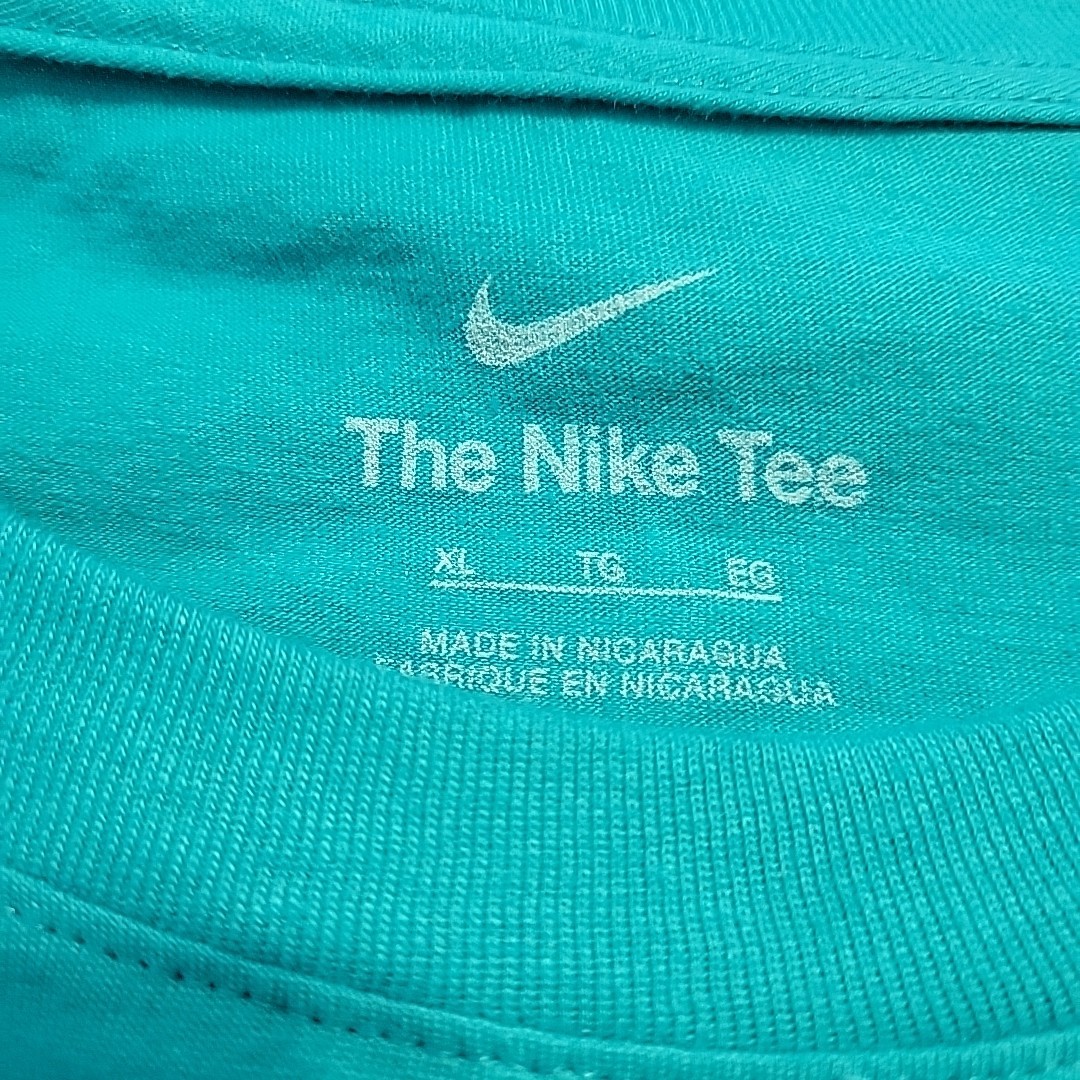 The Nike Tee
XL TG EG
MADE IN NICARAGUA
FABRIQUE EN NICARAGUA